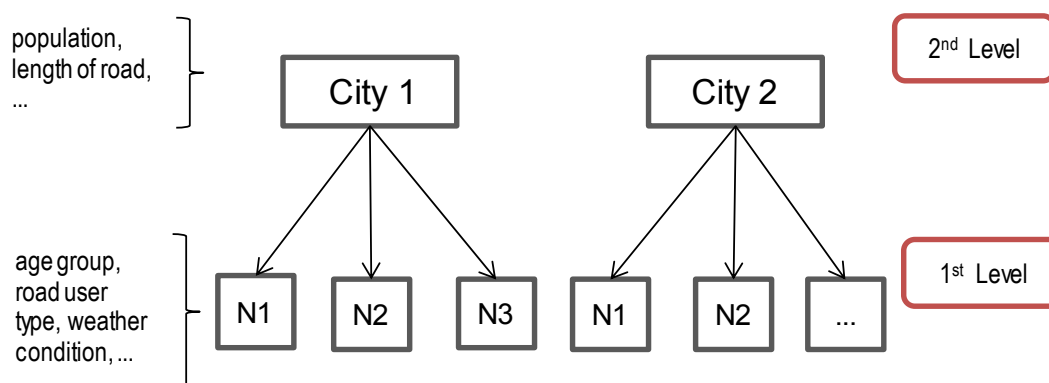 population,
length of road,
...
City 1
City 2
2nd Level
age group,
road user
type, weather
condition, ...
N1
N2
N3
N1
N2
...
1st Level